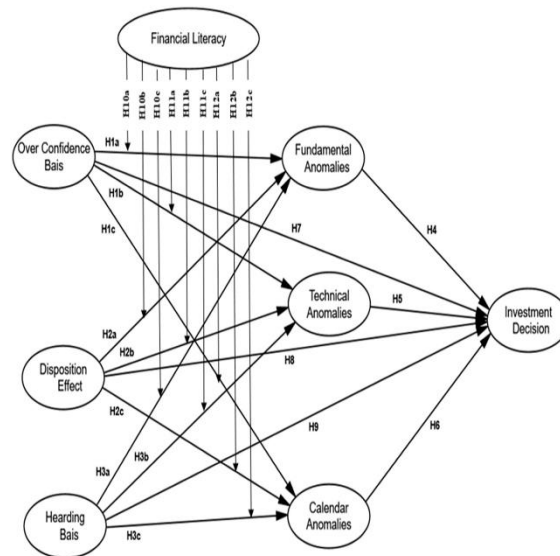 Financial Literacy
H10a
H10b
H10c
H11a
H11b
H11c
H12a
H12b
H12c
Over Confidence
Bais
H1a
H1b
H1c
Fundamental
Anomalies
H7
H4
Technical
Anomalies
H5
Investment
Decision
H2a
H2b
H2c
Disposition
Effect
H8
H9
H6
H3a
H3b
H3c
Hearding
Bais
Calendar
Anomalies